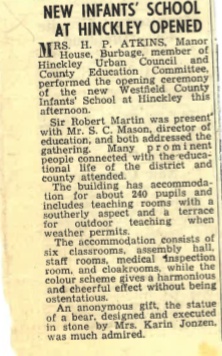 NEW INFANTS' SCHOOL
AT HINCKLEY OPENED
MRS. H. P. ATKINS, Manor
House, Burbage, member of
Hinckley Urban Council and
County Education Committee,
performed the opening ceremony
of the new Westfield County
Infants' School at Hinckley this
afternoon.
Sir Robert Martin was present
with Mr. S. C. Mason, director of
education, and both addressed the
gathering. Many prominent
people connected with the educa-
tional life of the district and
county attended.
The building has accommoda-
tion for about 240 pupils and
includes teaching rooms with a
southerly aspect and a terrace
for outdoor teaching when
weather permits.
The accommodation consists of
six classrooms, assembly hall,
staff rooms, medical inspection
room, and cloakrooms, while the
colour scheme gives a harmonious
and cheerful effect without being
ostentatious.
An anonymous gift, the statue
of a bear, designed and executed
in stone by Mrs. Karin Jonzen,
was much admired.